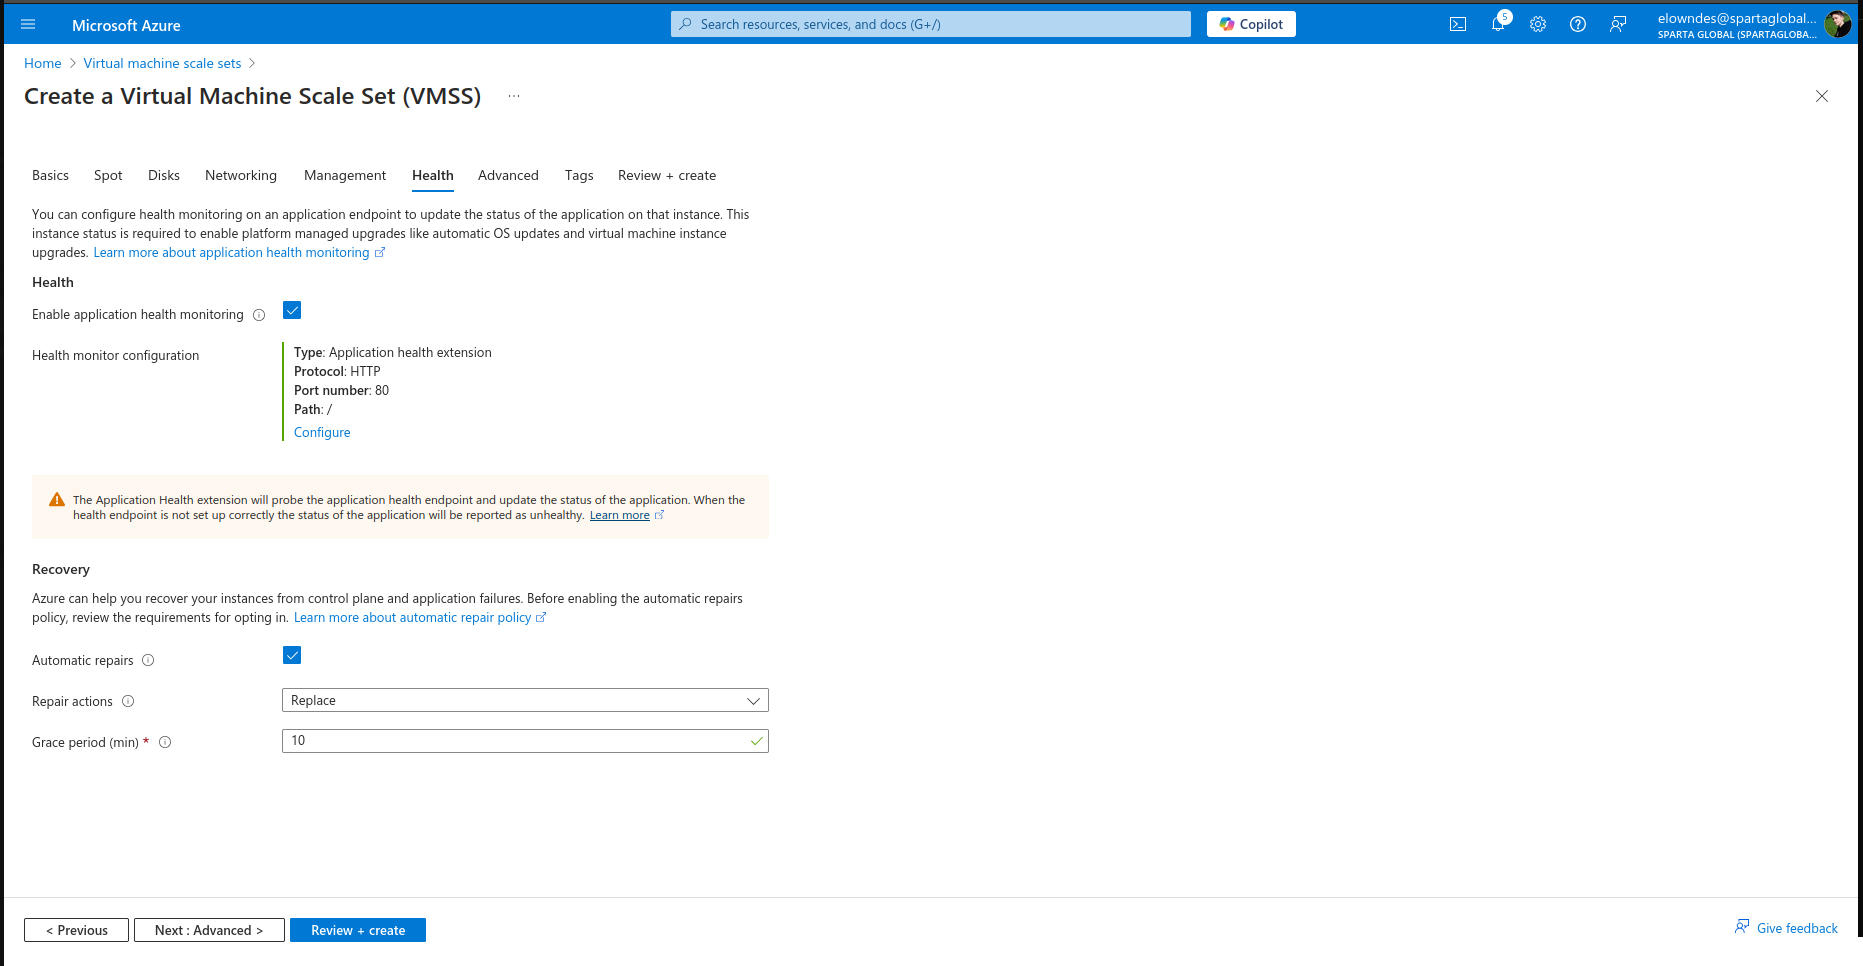 Microsoft Azure
Search resources, services, and docs (G+/)
Copilot
5
elowndes@spartaglobal...
SPARTA GLOBAL (SPARTAGLOBA...
Home > Virtual machine scale sets >
Create a Virtual Machine Scale Set (VMSS) ...
Basics Spot Disks Networking Management Health Advanced Tags Review + create
You can configure health monitoring on an application endpoint to update the status of the application on that instance. This
instance status is required to enable platform managed upgrades like automatic OS updates and virtual machine instance
upgrades. Learn more about application health monitoring
Health
Enable application health monitoring
Health monitor configuration
Type: Application health extension
Protocol: HTTP
Port number: 80
Path: /
Configure
The Application Health extension will probe the application health endpoint and update the status of the application. When the
health endpoint is not set up correctly the status of the application will be reported as unhealthy. Learn more
Recovery
Azure can help you recover your instances from control plane and application failures. Before enabling the automatic repairs
policy, review the requirements for opting in. Learn more about automatic repair policy
Automatic repairs
Repair actions
Replace
Grace period (min) *
10
< Previous
Next : Advanced >
Review + create
Give feedback